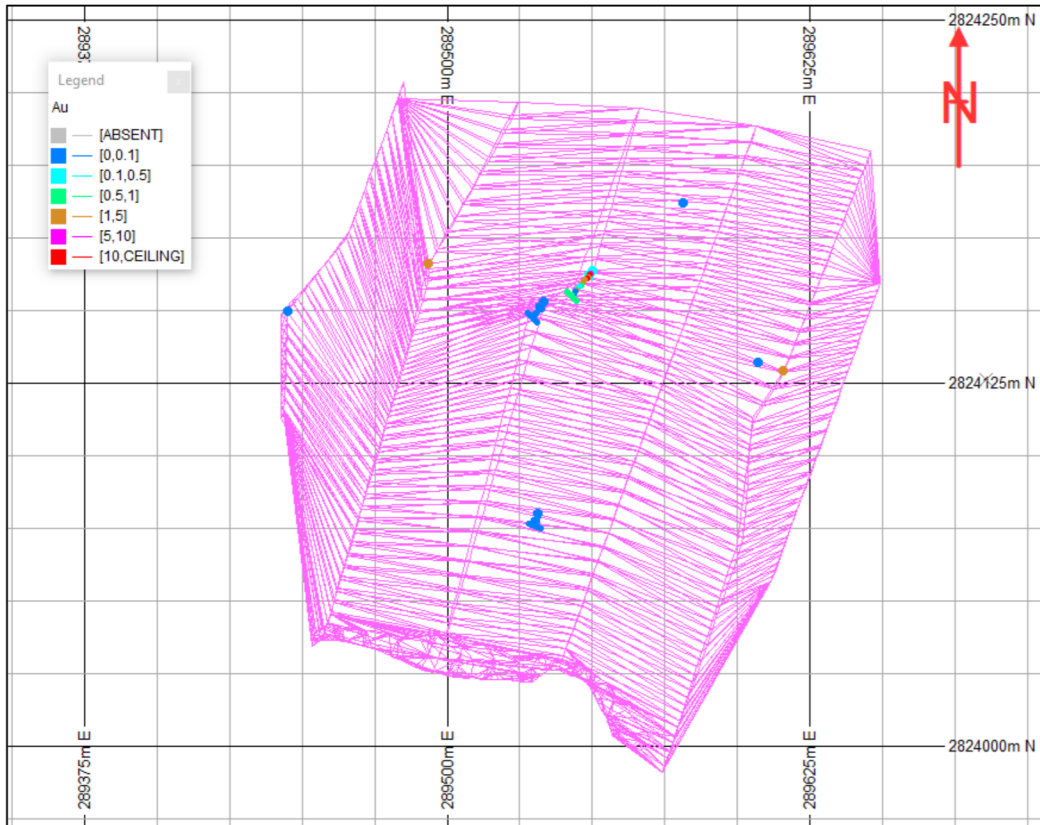 2824250m N
28937
289500m E
289625m E
N
Legend
Au
[ABSENT]
[0,0.1]
[0.1,0.5]
[0.5,1]
[1,5]
[5,10]
[10,CEILING]
2824125m N
2824000m N
289375m E
289500m E
289625m E